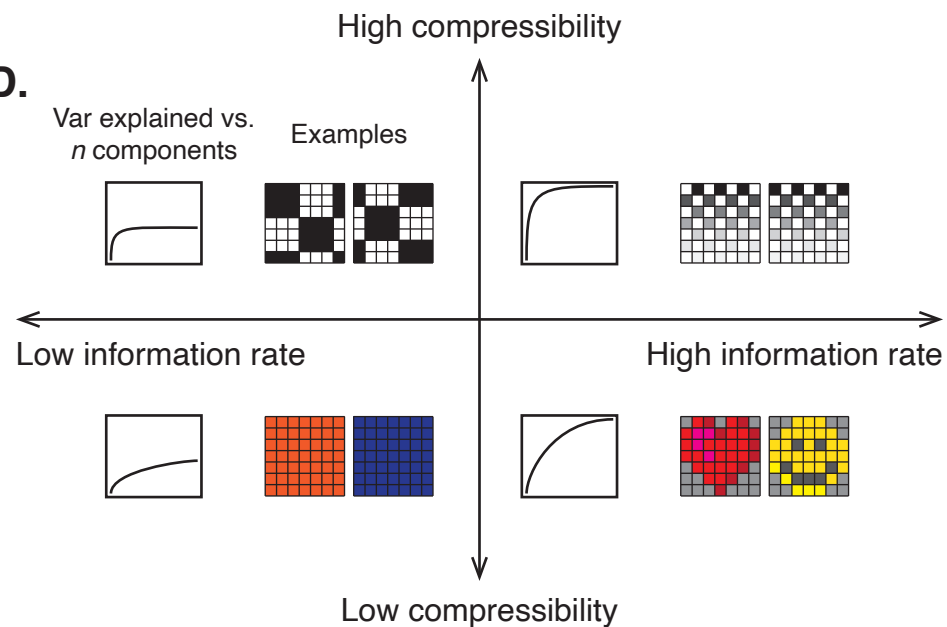 High compressibility
D.
Var explained vs.
n components
Examples
Low information rate
High information rate
Low compressibility